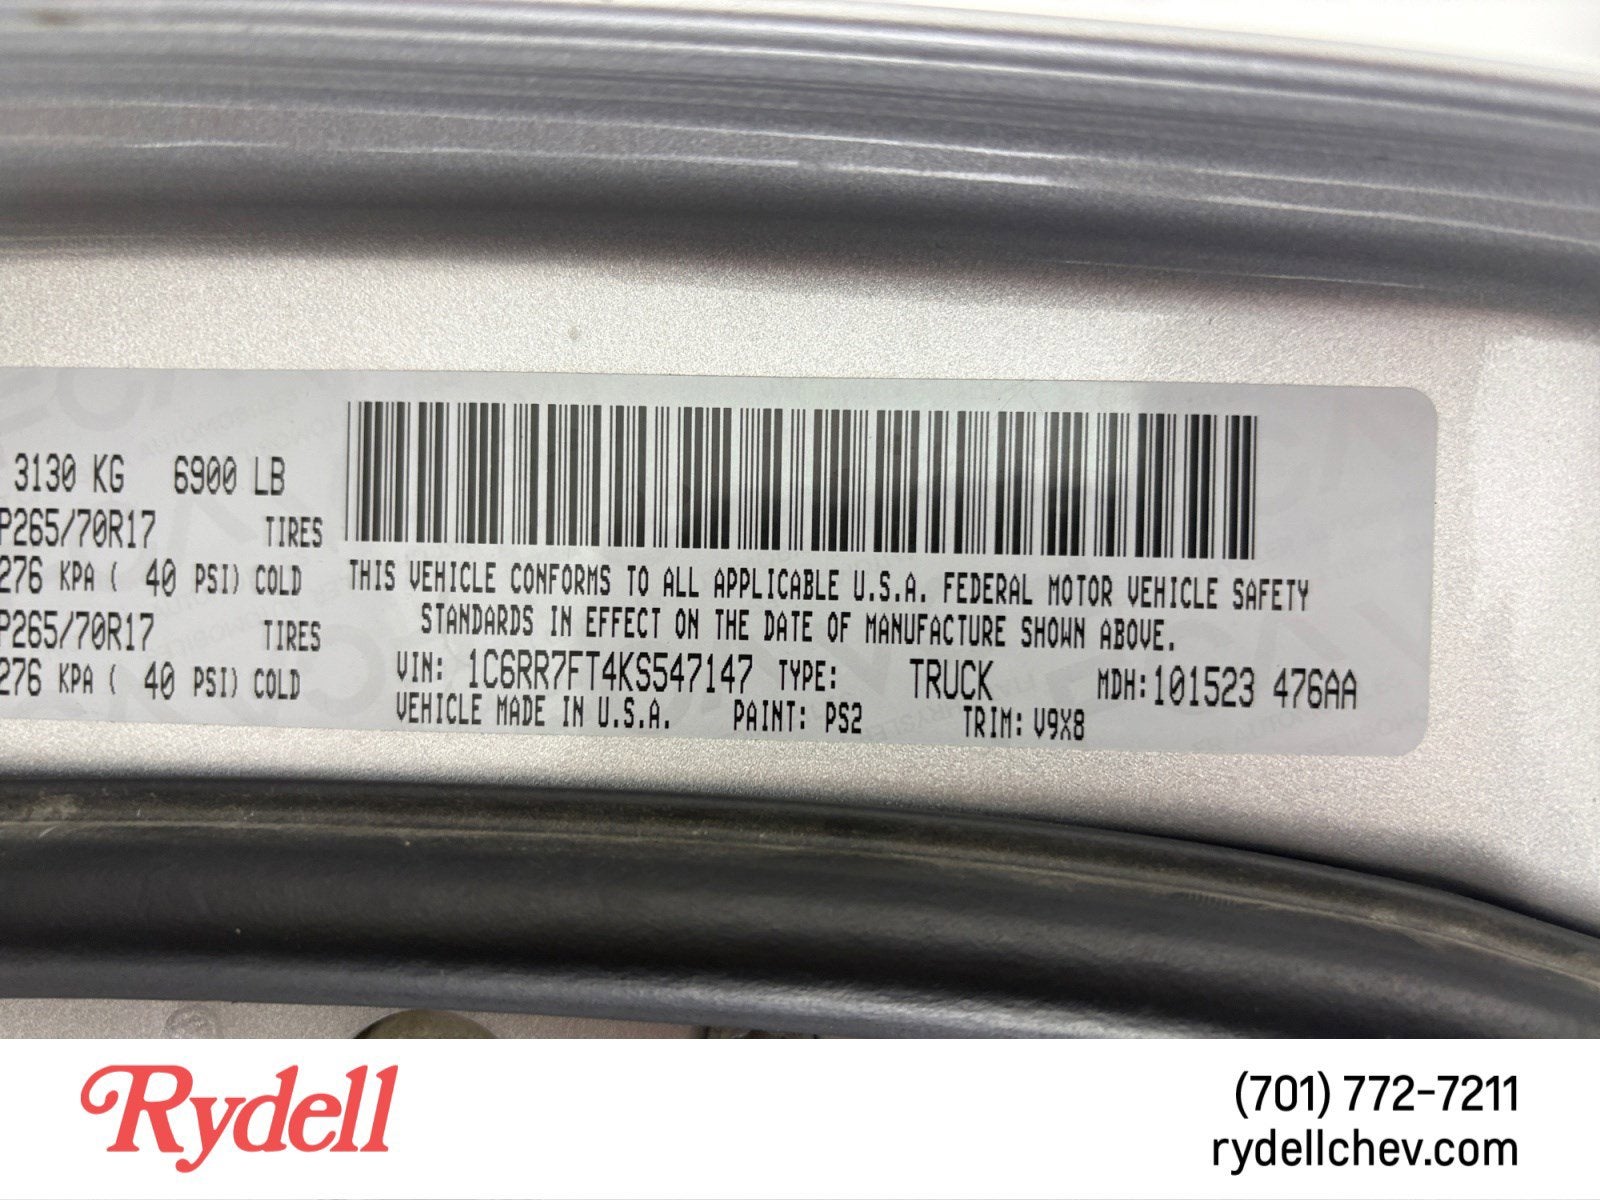 3130 KG 6900 LB
P265/70R17 TIRES
276 KPA ( 40 PSI) COLD
P265/70R17 TIRES
276 KPA ( 40 PSI) COLD
THIS VEHICLE CONFORMS TO ALL APPLICABLE U.S.A. FEDERAL MOTOR VEHICLE SAFETY
STANDARDS IN EFFECT ON THE DATE OF MANUFACTURE SHOWN ABOVE.
VIN: 1C6RR7FT4KS547147 TYPE: TRUCK MDH:101523 476AA
VEHICLE MADE IN U.S.A. PAINT: PS2 TRIM: V9X8
Rydell
(701) 772-7211
rydellchev.com